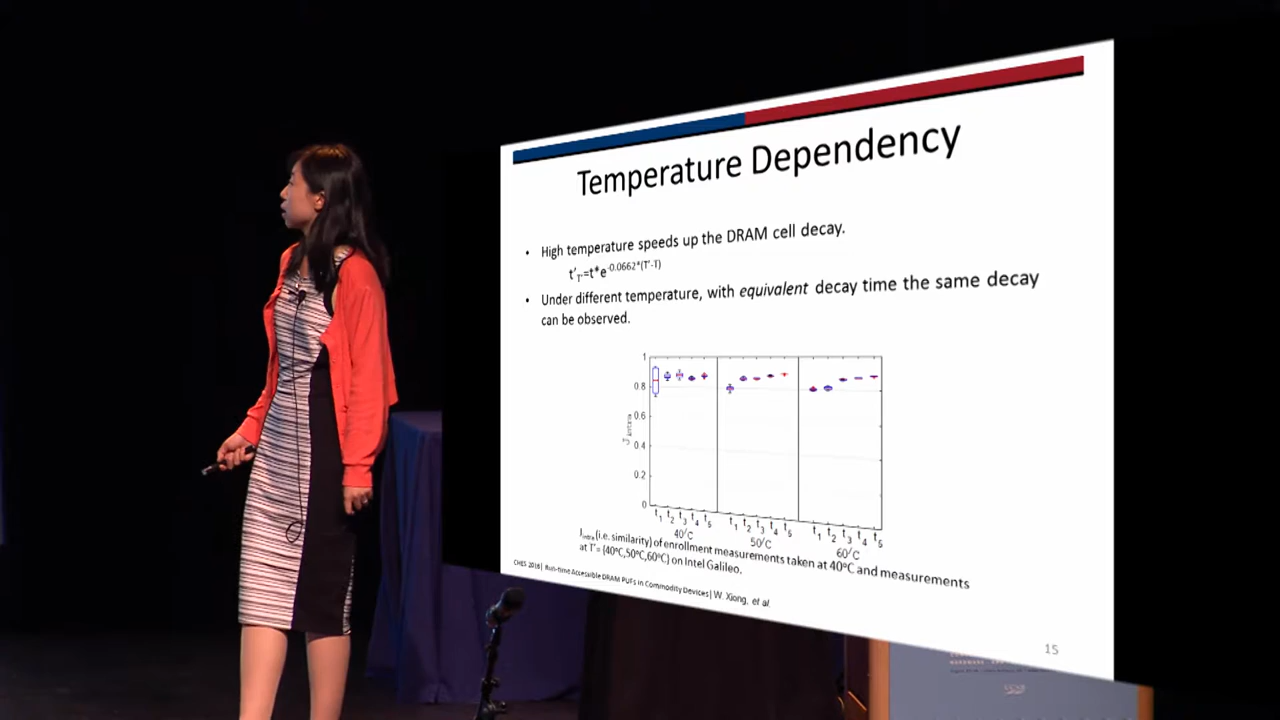 Temperature Dependency
• High temperature speeds up the DRAM cell decay.
t'T'=t*e-0.0662*(T'-T)
• Under different temperature, with equivalent decay time the same decay
can be observed.
1
0.8
0.6
0.4
0.2
0
Jintra
t1 t2 t3 t4 t5 t1 t2 t3 t4 t5 t1 t2 t3 t4 t5
40°C 50°C 60°C
Jintra (i.e. similarity) of enrollment measurements taken at 40°C and measurements
at T'= {40°C,50°C,60°C} on Intel Galileo.
CHES 2016| Run-time Accessible DRAM PUFs in Commodity Devices| W. Xiong, et al.
15